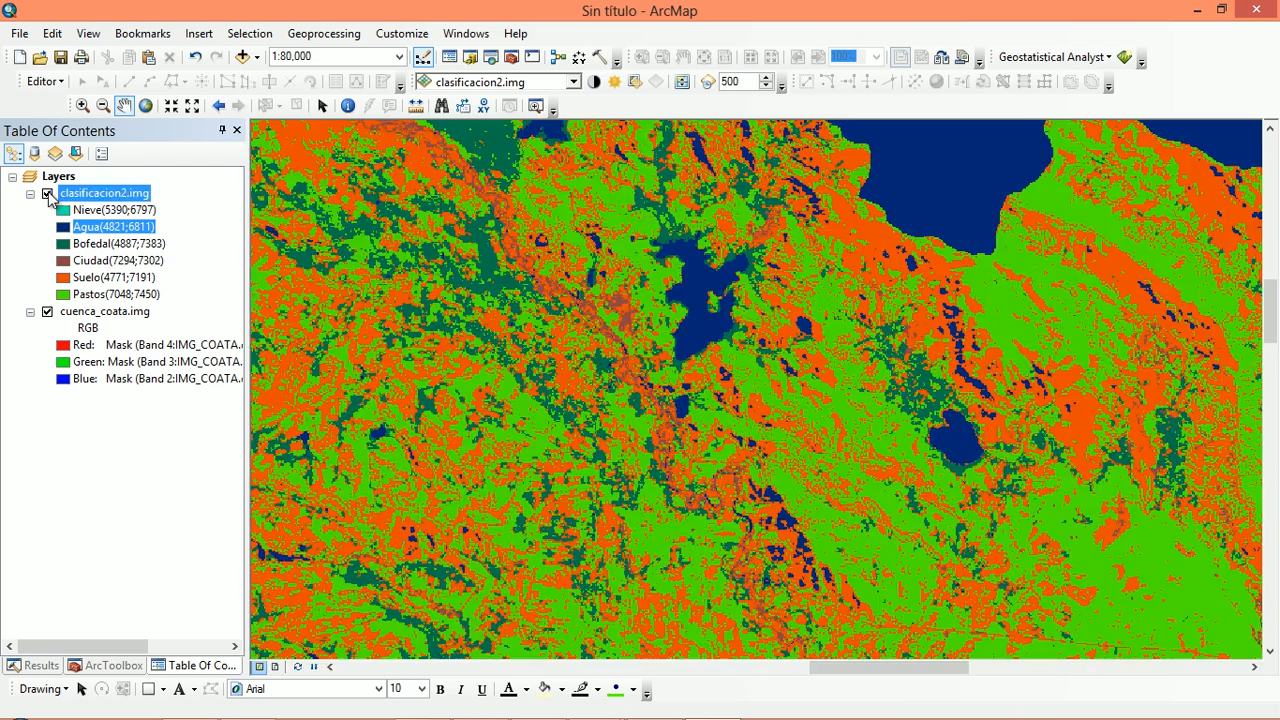 Sin título - ArcMap
File Edit View Bookmarks Insert Selection Geoprocessing Customize Windows Help
1:80,000 100% Geostatistical Analyst
Editor clasificacion2.img 500
Table Of Contents
Layers
clasificacion2.img
Nieve(5390;6797)
Agua(4821;6811)
Bofedal(4887;7383)
Ciudad(7294;7302)
Suelo(4771;7191)
Pastos(7048;7450)
cuenca_coata.img
RGB
Red: Mask (Band 4:IMG_COATA.
Green: Mask (Band 3:IMG_COATA.
Blue: Mask (Band 2:IMG_COATA.
Results ArcToolbox Table Of Co...
Drawing A Arial 10 B I U A